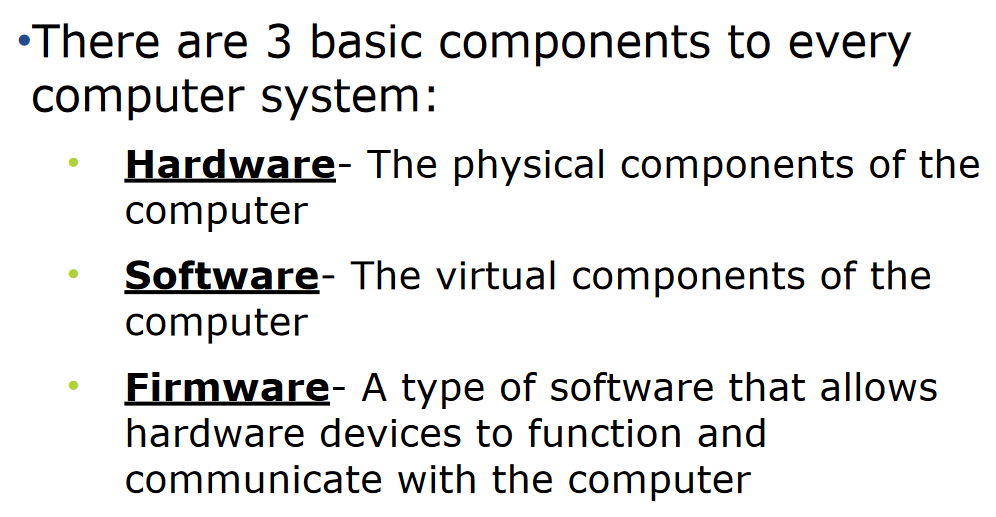 •There are 3 basic components to every
computer system:
• Hardware- The physical components of the
computer
• Software- The virtual components of the
computer
• Firmware- A type of software that allows
hardware devices to function and
communicate with the computer